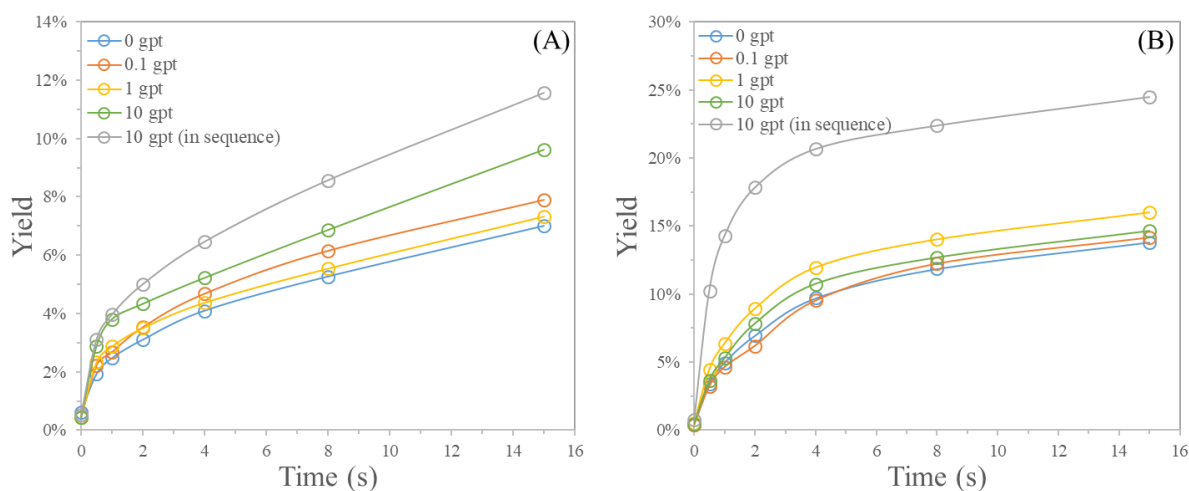 (A)
14%
12%
10%
8%
6%
4%
2%
0%
Yield
0 gpt
0.1 gpt
1 gpt
10 gpt
10 gpt (in sequence)
0 2 4 6 8 10 12 14 16
Time (s)
(B)
30%
25%
20%
15%
10%
5%
0%
Yield
0 gpt
0.1 gpt
1 gpt
10 gpt
10 gpt (in sequence)
0 2 4 6 8 10 12 14 16
Time (s)